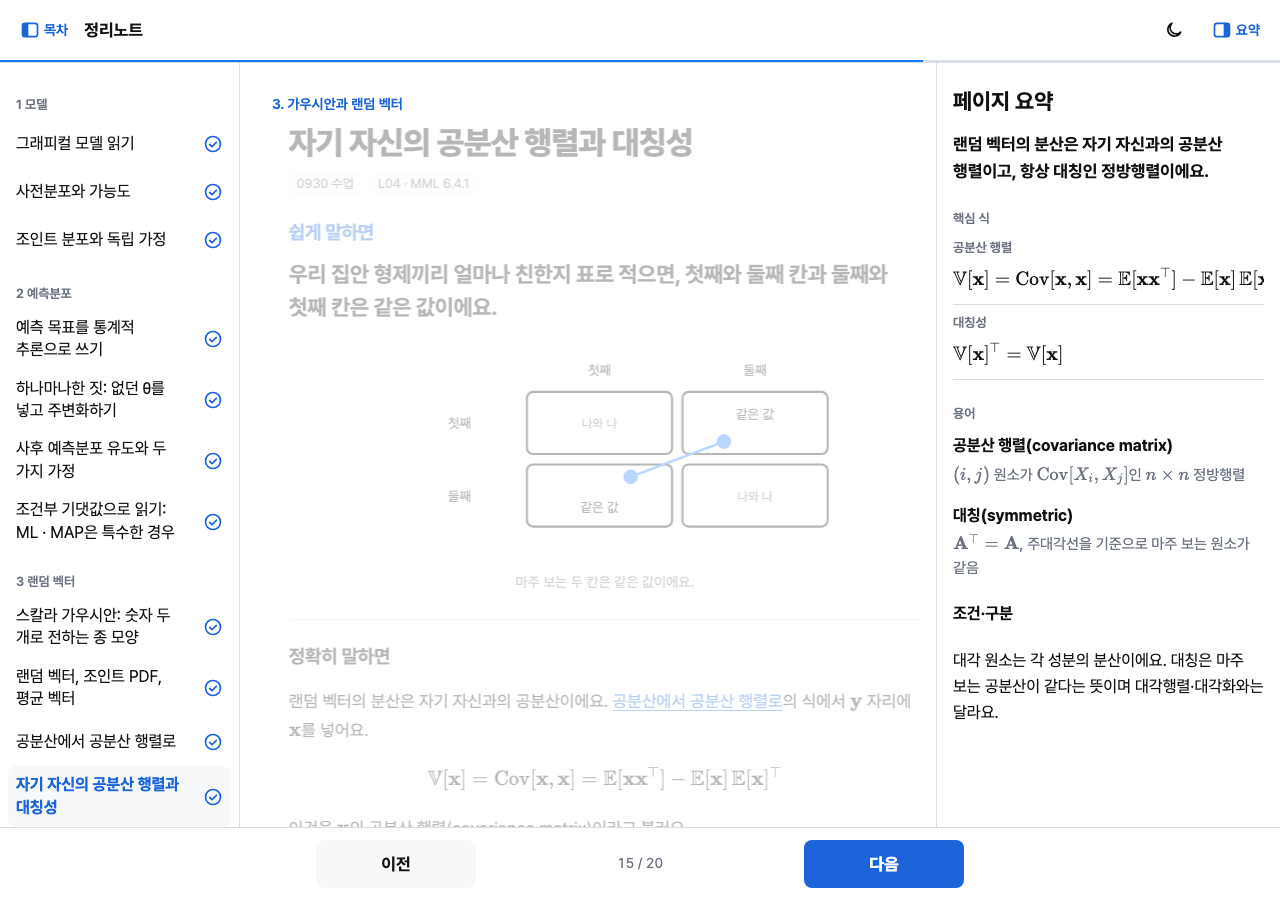 목차 정리노트 요약
1 모델
그래피컬 모델 읽기
사전분포와 가능도
조인트 분포와 독립 가정
2 예측분포
예측 목표를 통계적
추론으로 쓰기
하나마나한 짓: 없던 θ를
넣고 주변화하기
사후 예측분포 유도와 두
가지 가정
조건부 기댓값으로 읽기:
ML · MAP은 특수한 경우
3 랜덤 벡터
스칼라 가우시안: 숫자 두
개로 전하는 종 모양
랜덤 벡터, 조인트 PDF,
평균 벡터
공분산에서 공분산 행렬로
자기 자신의 공분산 행렬과
대칭성
3. 가우시안과 랜덤 벡터
자기 자신의 공분산 행렬과 대칭성
0930 수업 L04 · MML 6.4.1
쉽게 말하면
우리 집안 형제끼리 얼마나 친한지 표로 적으면, 첫째와 둘째 칸과 둘째와
첫째 칸은 같은 값이에요.
첫째 둘째
첫째 나와 나 같은 값
둘째 같은 값 나와 나
마주 보는 두 칸은 같은 값이에요.
정확히 말하면
랜덤 벡터의 분산은 자기 자신과의 공분산이에요. 공분산에서 공분산 행렬로의 식에서 y 자리에
x를 넣어요.
𝕍[x] = Cov[x, x] = 𝔼[xx⊤] − 𝔼[x] 𝔼[x]⊤
이것을 x의 공분산 행렬(covariance matrix)이라고 불러요.
페이지 요약
랜덤 벡터의 분산은 자기 자신과의 공분산
행렬이고, 항상 대칭인 정방행렬이에요.
핵심 식
공분산 행렬
𝕍[x] = Cov[x, x] = 𝔼[xx⊤] − 𝔼[x] 𝔼[x
대칭성
𝕍[x]⊤ = 𝕍[x]
용어
공분산 행렬(covariance matrix)
(i, j) 원소가 Cov[Xi, Xj]인 n × n 정방행렬
대칭(symmetric)
A⊤ = A, 주대각선을 기준으로 마주 보는 원소가
같음
조건·구분
대각 원소는 각 성분의 분산이에요. 대칭은 마주
보는 공분산이 같다는 뜻이며 대각행렬·대각화와는
달라요.
이전 15 / 20 다음